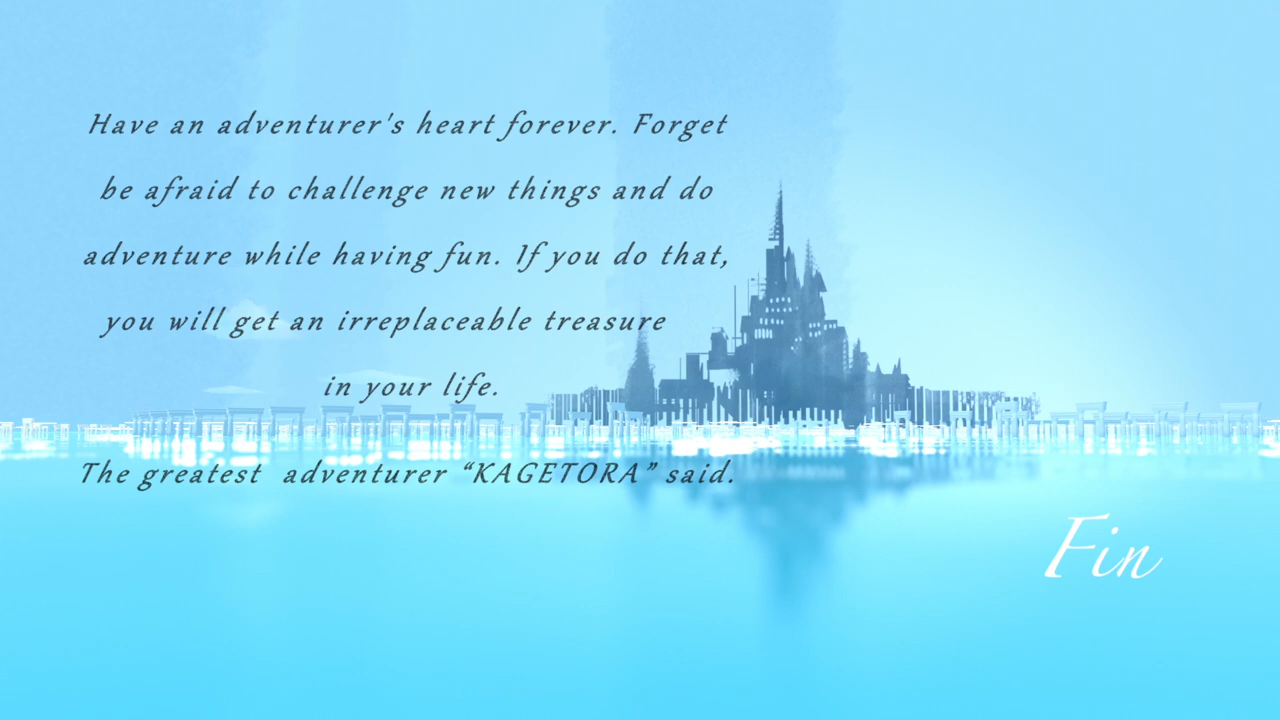 Have an adventurer's heart forever. Forget
be afraid to challenge new things and do
adventure while having fun. If you do that,
you will get an irreplaceable treasure
in your life.
The greatest  adventurer “KAGETORA” said.
Fin